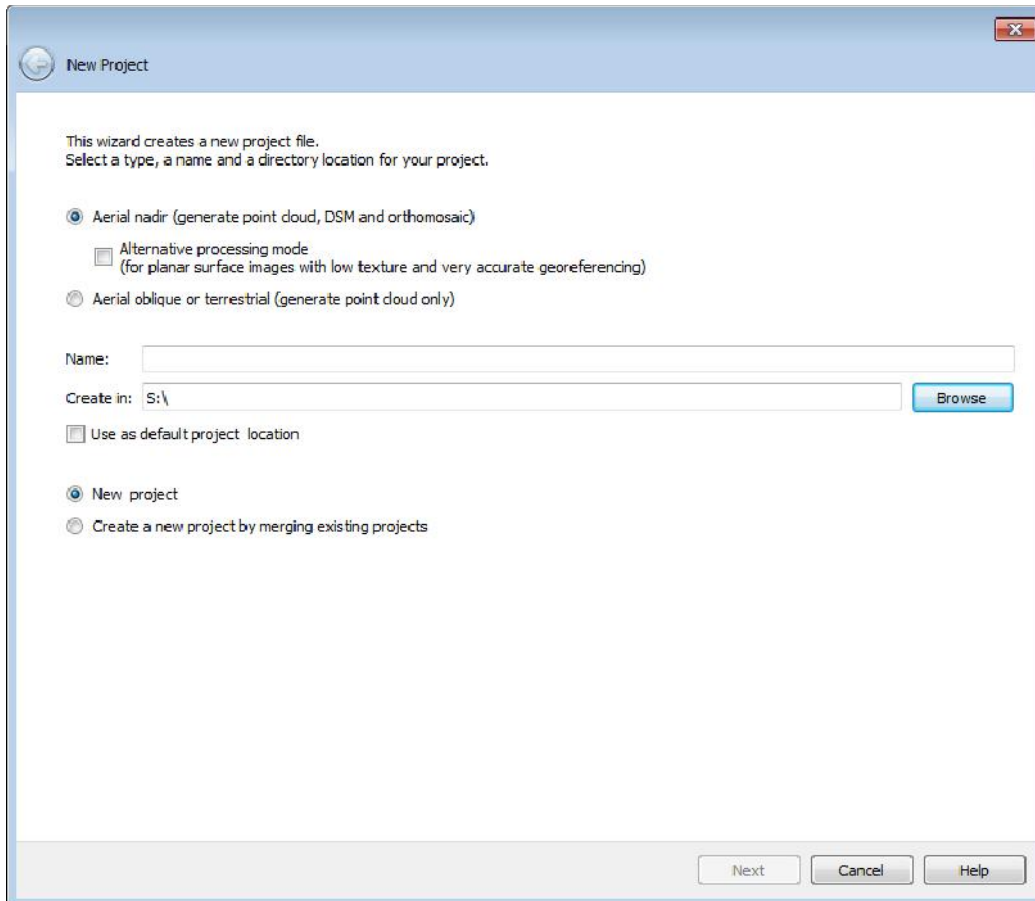 New Project
This wizard creates a new project file.
Select a type, a name and a directory location for your project.
Aerial nadir (generate point cloud, DSM and orthomosaic)
Alternative processing mode
(for planar surface images with low texture and very accurate georeferencing)
Aerial oblique or terrestrial (generate point cloud only)
Name:
Create in: S:\ Browse
Use as default project location
New project
Create a new project by merging existing projects
Next Cancel Help